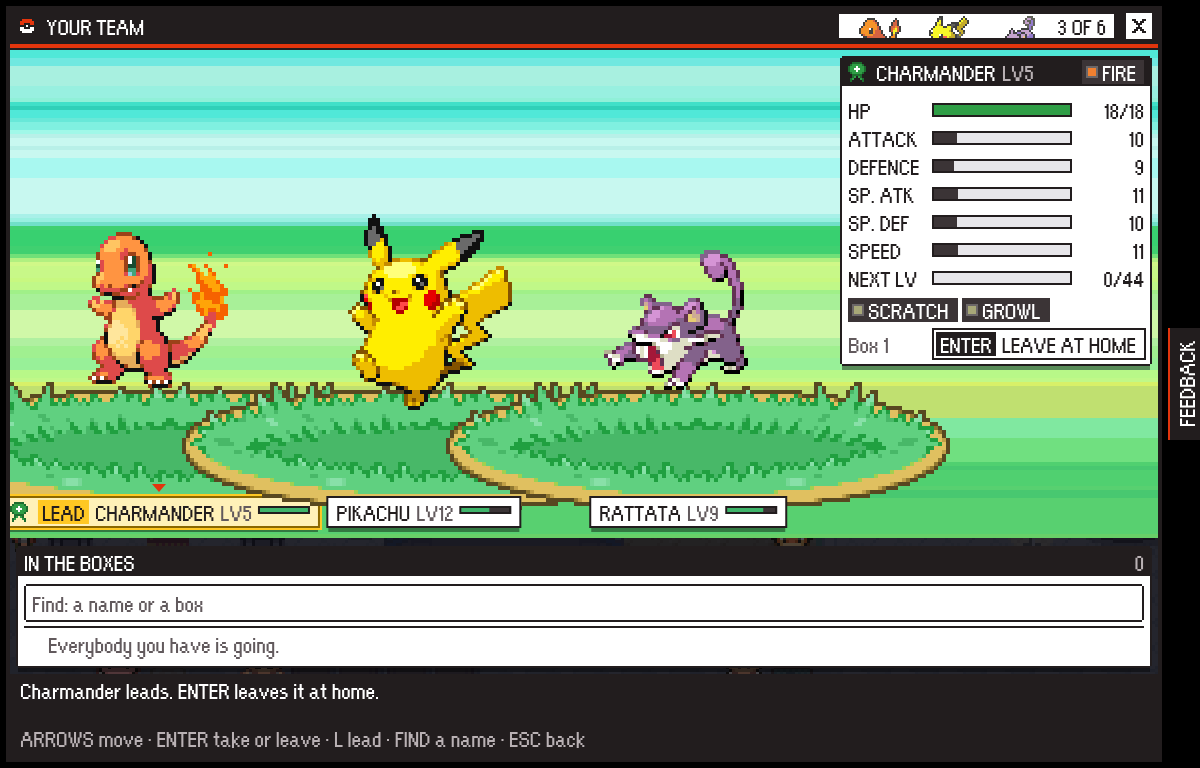 YOUR TEAM
3 OF 6 X
CHARMANDER LV5 FIRE
HP 18/18
ATTACK 10
DEFENCE 9
SP. ATK 11
SP. DEF 10
SPEED 11
NEXT LV 0/44
SCRATCH GROWL
Box 1 ENTER LEAVE AT HOME
FEEDBACK
LEAD CHARMANDER LV5
PIKACHU LV12
RATTATA LV9
IN THE BOXES 0
Find: a name or a box
Everybody you have is going.
Charmander leads. ENTER leaves it at home.
ARROWS move · ENTER take or leave · L lead · FIND a name · ESC back